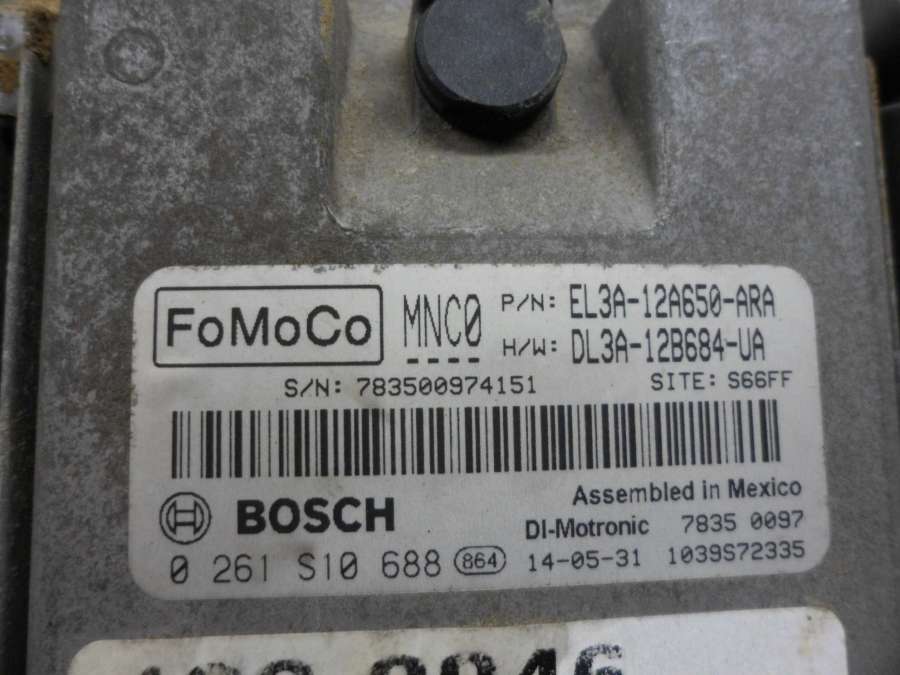 FoMoCo MNC0 P/N: EL3A-12A650-ARA
H/W: DL3A-12B684-UA
S/N: 783500974151 SITE: S66FF
Assembled in Mexico
BOSCH DI-Motronic 7835 0097
0 261 S10 688 864 14-05-31 1039S72335